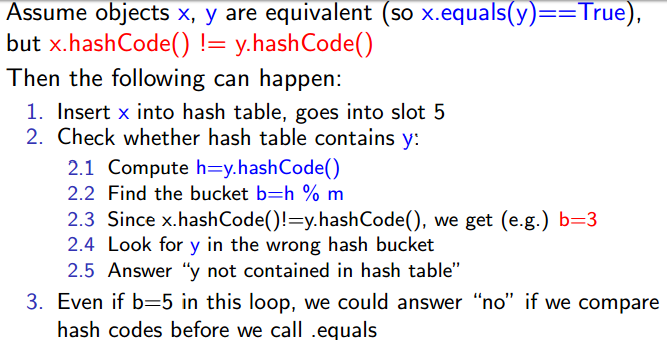 Assume objects x, y are equivalent (so x.equals(y)==True),
but x.hashCode() != y.hashCode()
Then the following can happen:
1. Insert x into hash table, goes into slot 5
2. Check whether hash table contains y:
2.1 Compute h=y.hashCode()
2.2 Find the bucket b=h % m
2.3 Since x.hashCode()!=y.hashCode(), we get (e.g.) b=3
2.4 Look for y in the wrong hash bucket
2.5 Answer “y not contained in hash table”
3. Even if b=5 in this loop, we could answer “no” if we compare
hash codes before we call .equals